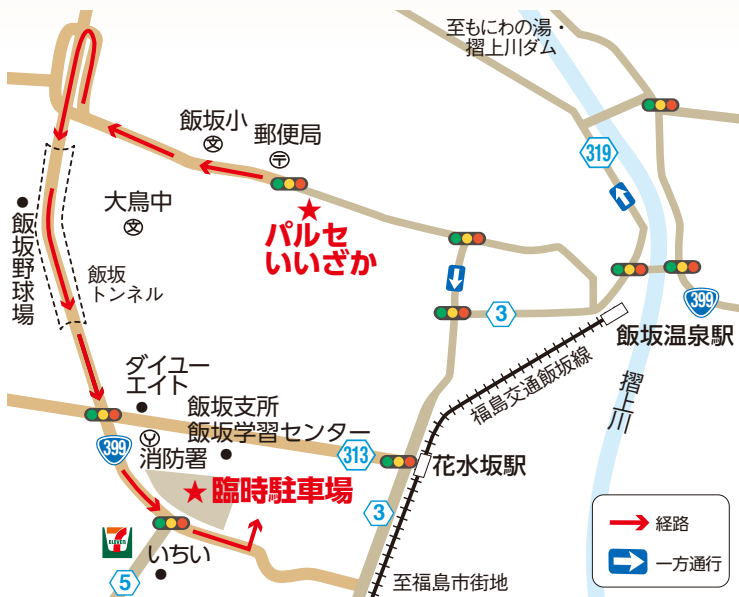 至もにわの湯・
摺上川ダム
飯坂小
郵便局
319
大鳥中
パルセ
いいざか
飯坂野球場
飯坂
トンネル
3
399
飯坂温泉駅
ダイユー
エイト
福島交通飯坂線
摺上川
飯坂支所
飯坂学習センター
399
消防署
313
花水坂駅
臨時駐車場
3
経路
ELEVEN
いちい
一方通行
5
至福島市街地